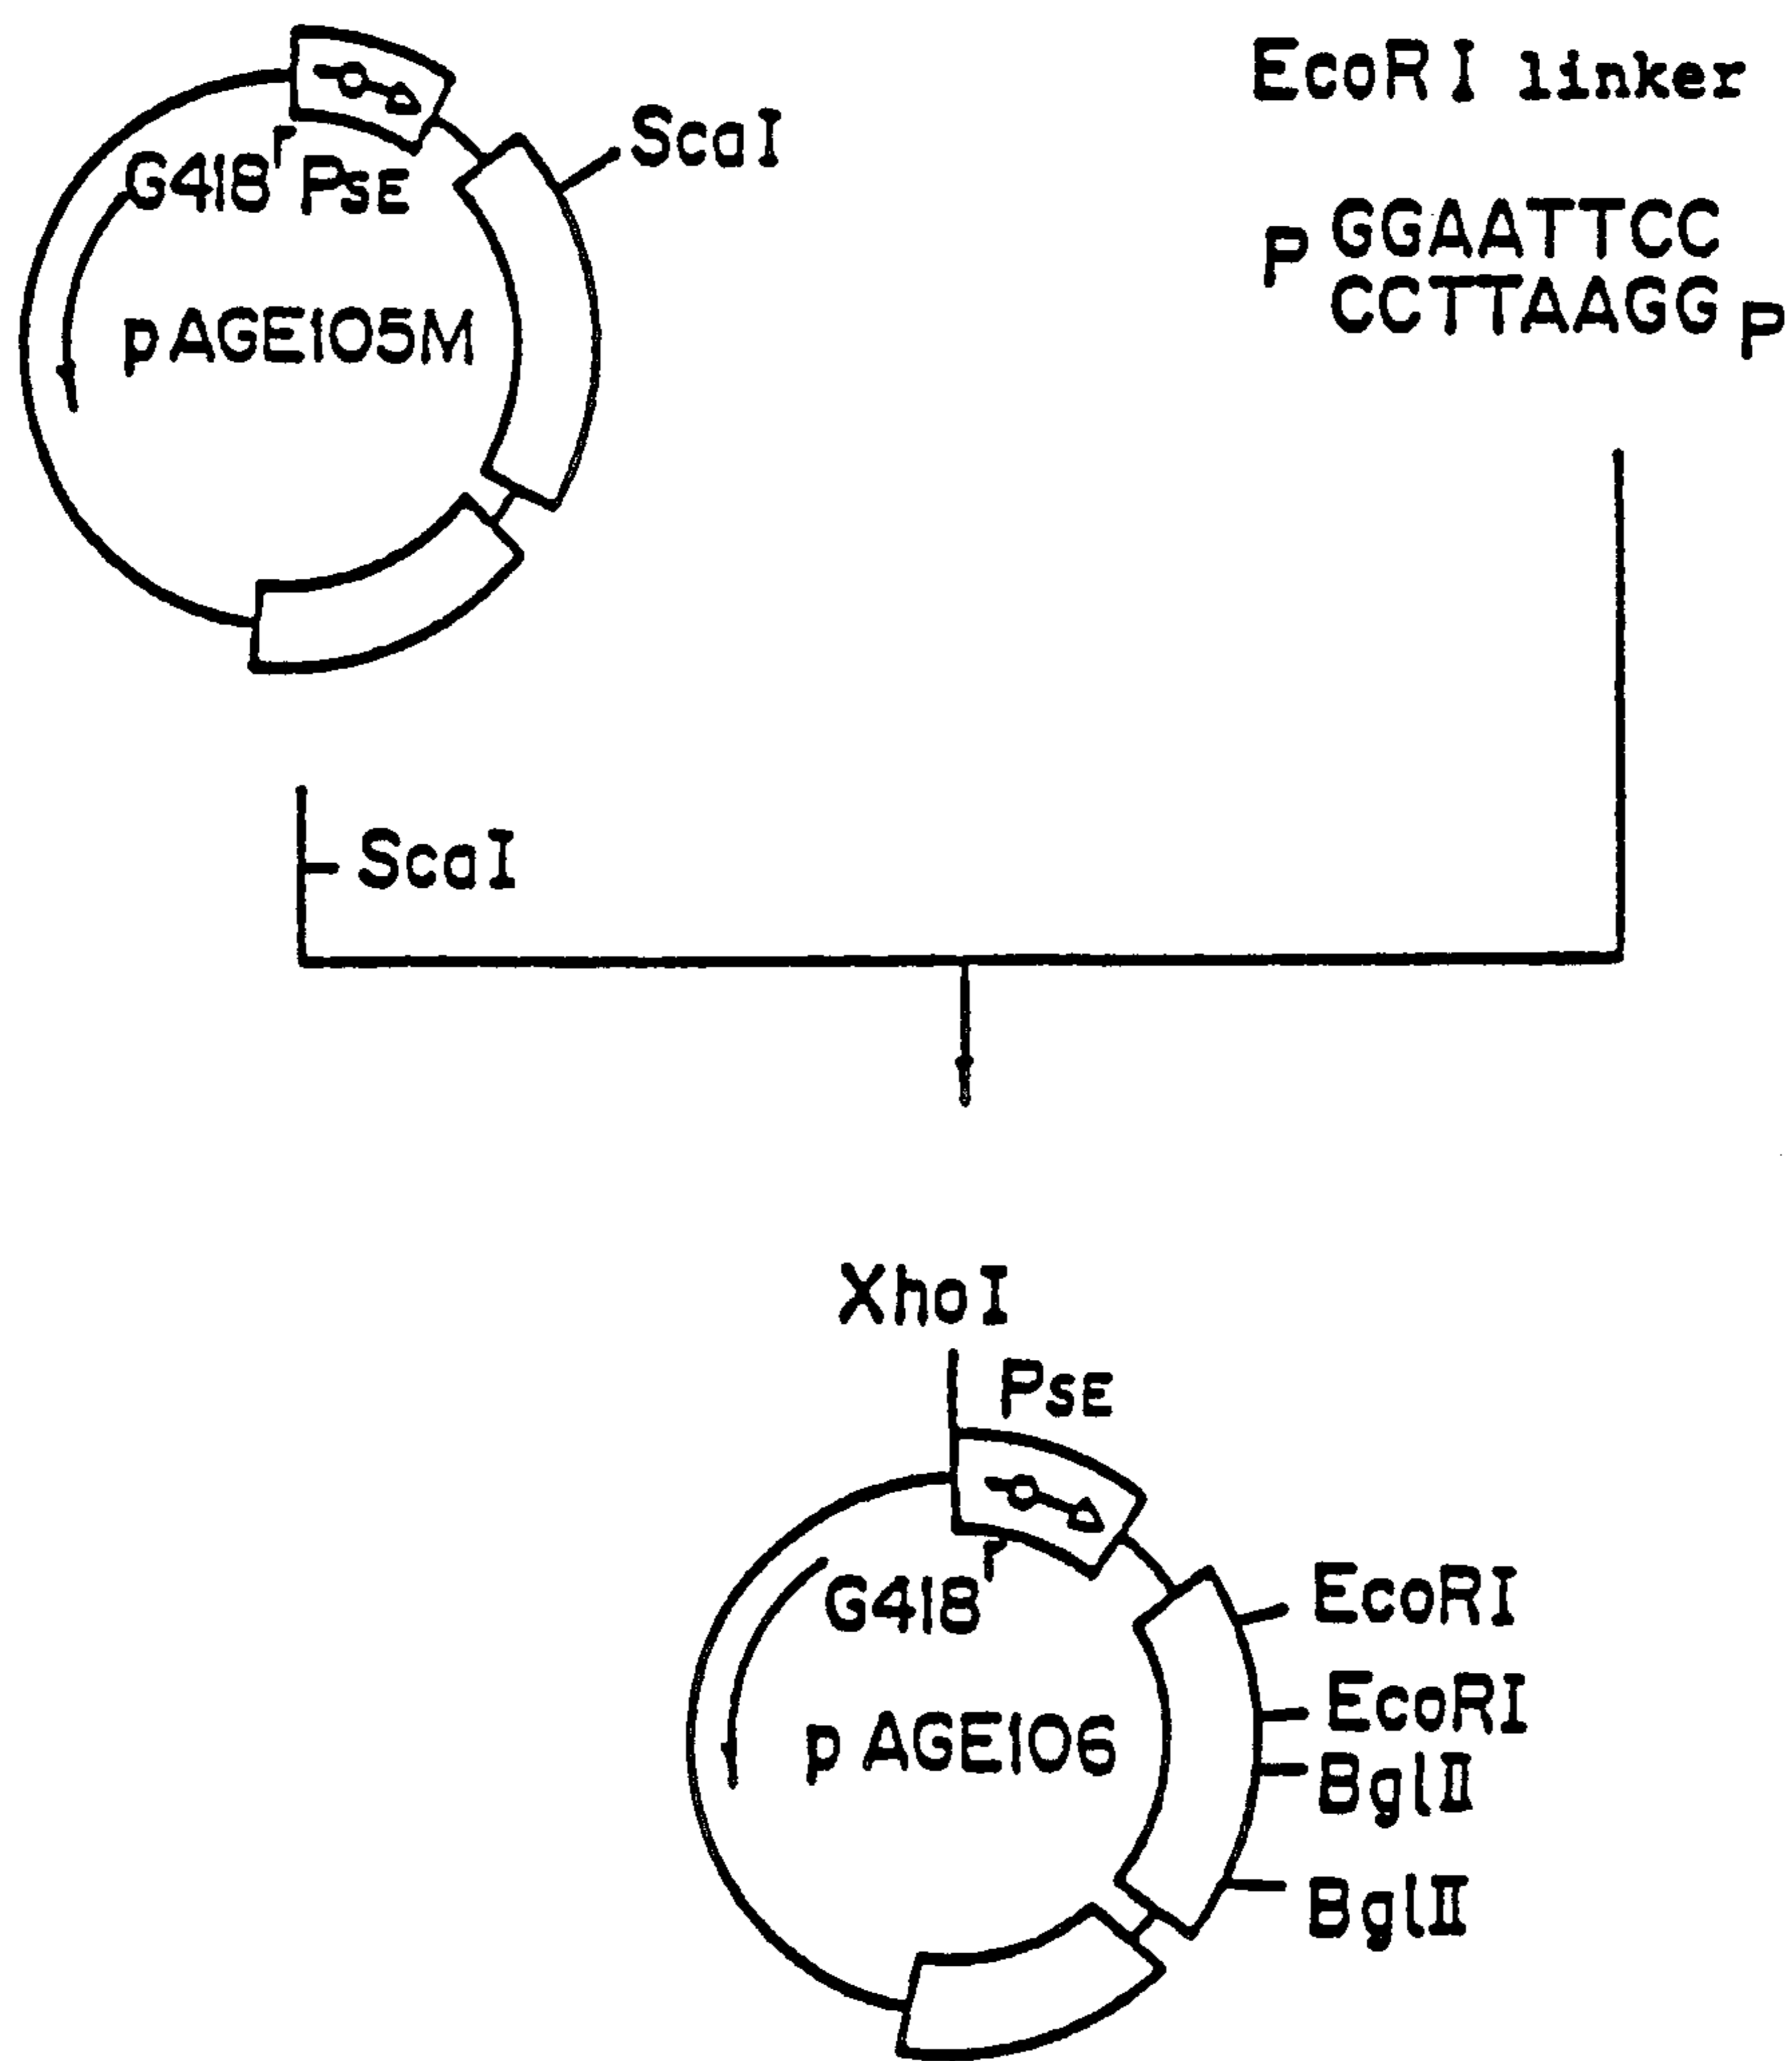 EcoRI linker
ScaI
G418r PSE
p GGAATTCC
CCTTAAGG p
pAGE105M
ScaI
XhoI
PSE
EcoRI
G418r
EcoRI
pAGE106
BglII
BglII